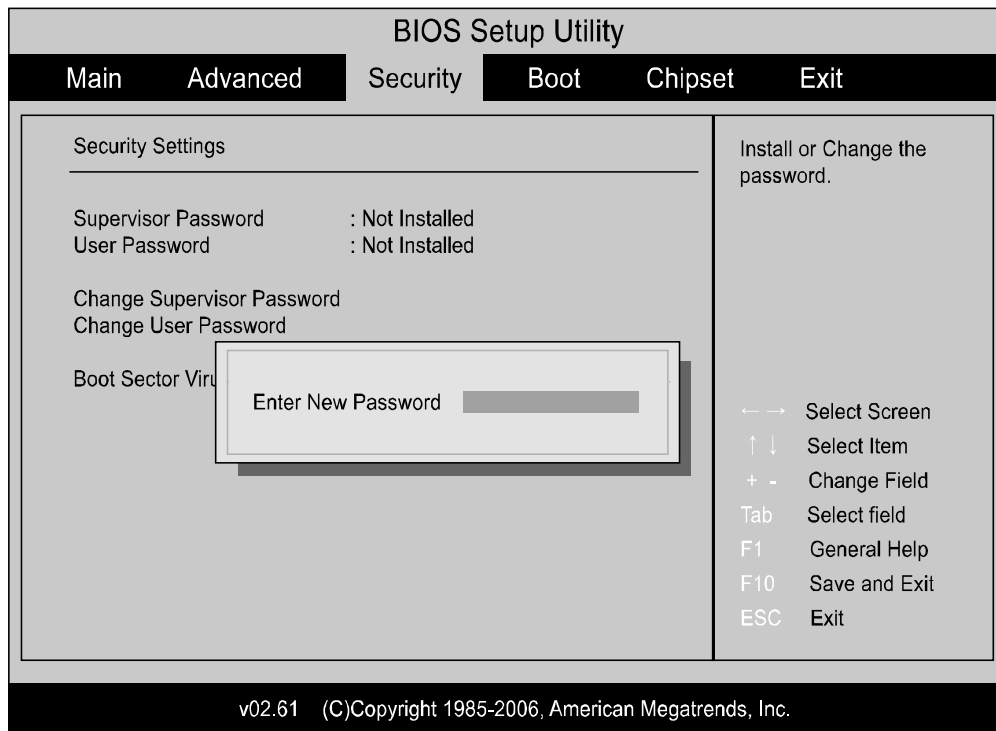 BIOS Setup Utility
Main Advanced Security Boot Chipset Exit
Security Settings
Supervisor Password : Not Installed
User Password : Not Installed
Change Supervisor Password
Change User Password
Boot Sector
Enter New Password
Install or Change the
password.
← → Select Screen
↑ ↓ Select Item
+ - Change Field
Tab Select field
F1 General Help
F10 Save and Exit
ESC Exit
v02.61 (C)Copyright 1985-2006, American Megatrends, Inc.